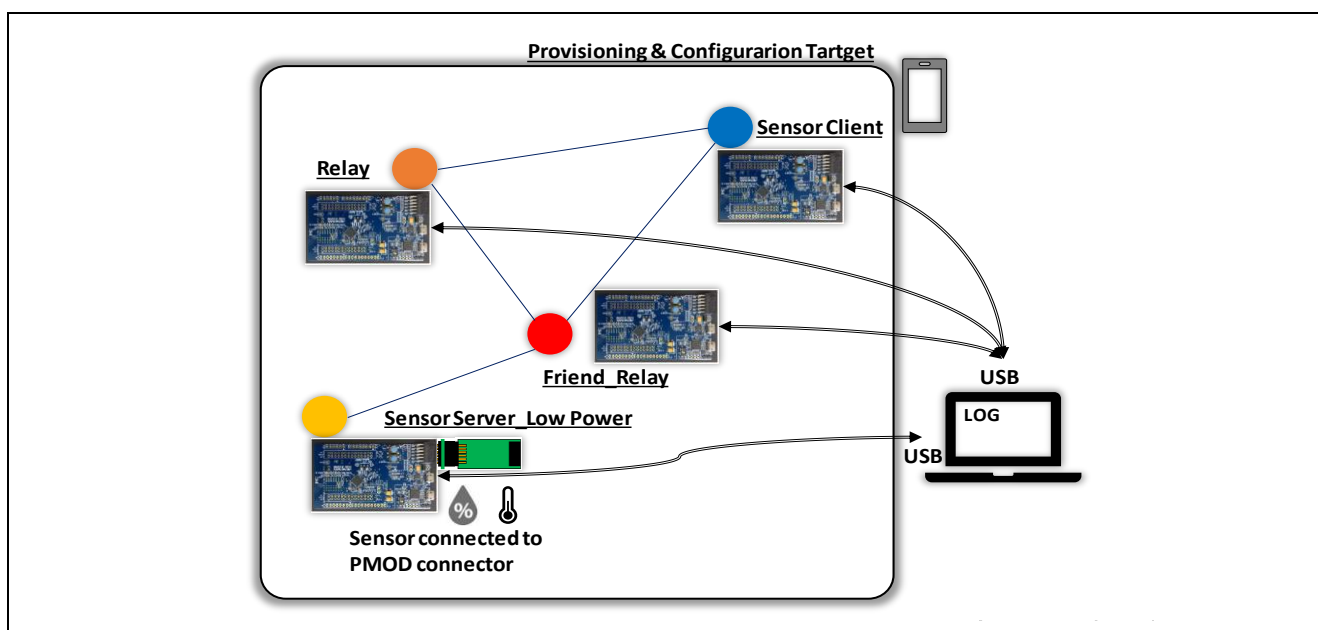 Provisioning & Configurarion Tartget
Sensor Client
Relay
Friend_Relay
USB
LOG
Sensor Server_Low Power
USB
%
Sensor connected to
PMOD connector